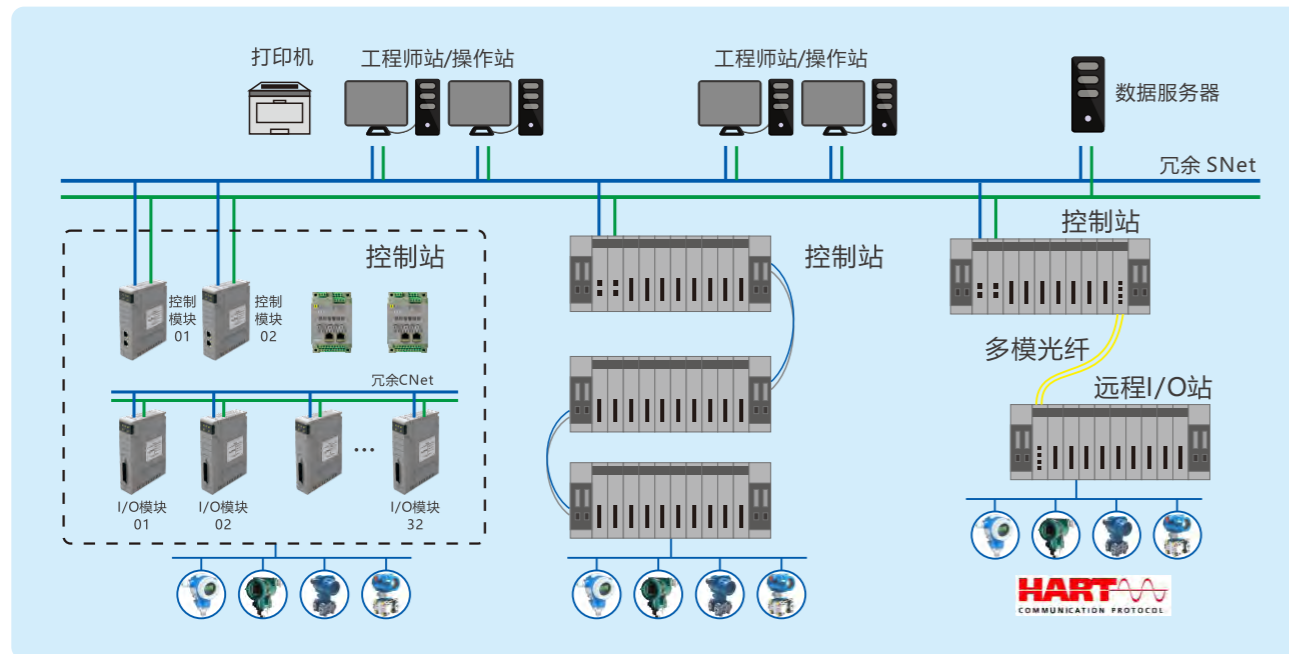 打印机
工程师站/操作站
工程师站/操作站
数据服务器
冗余 SNet
控制站
控制站
控制站
控制
模块
01
控制
模块
02
多模光纤
冗余CNet
远程I/O站
...
I/O模块
01
I/O模块
02
I/O模块
32
HART
COMMUNICATION PROTOCOL